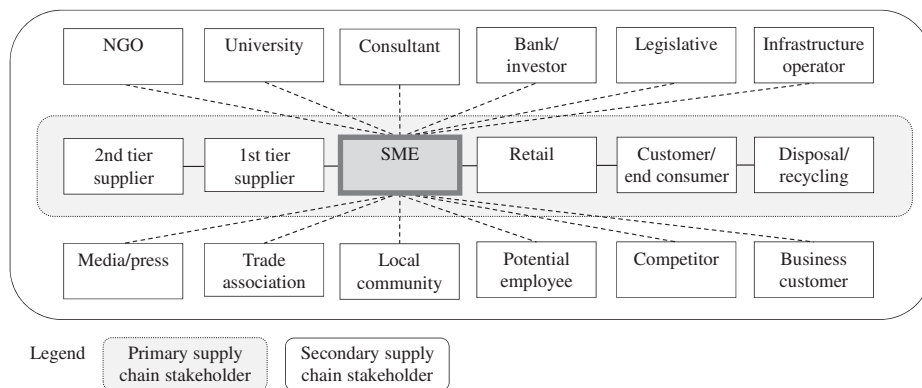 NGO
University
Consultant
Bank/
investor
Legislative
Infrastructure
operator
2nd tier
supplier
1st tier
supplier
SME
Retail
Customer/
end consumer
Disposal/
recycling
Media/press
Trade
association
Local
community
Potential
employee
Competitor
Business
customer
Legend
Primary supply
chain stakeholder
Secondary supply
chain stakeholder